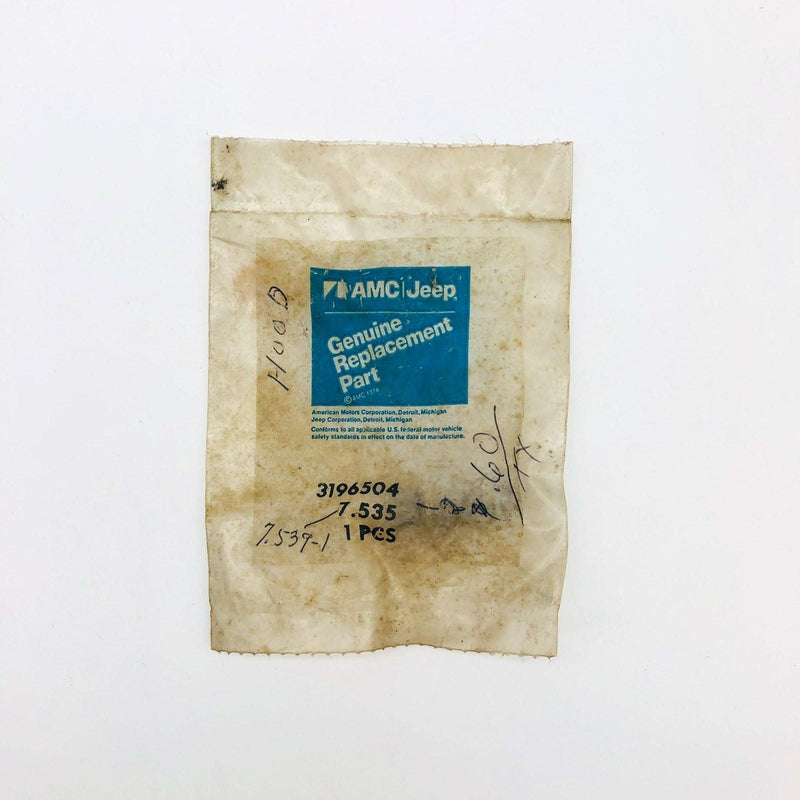 AMC|Jeep
Genuine
Replacement
Part
© AMC 1974
American Motors Corporation, Detroit, Michigan
Jeep Corporation, Detroit, Michigan
Conforms to all applicable U.S. federal motor vehicle
safety standards in effect on the date of manufacture.
HOOD
3196504
7.535
1 PCS
7.539-1
.60